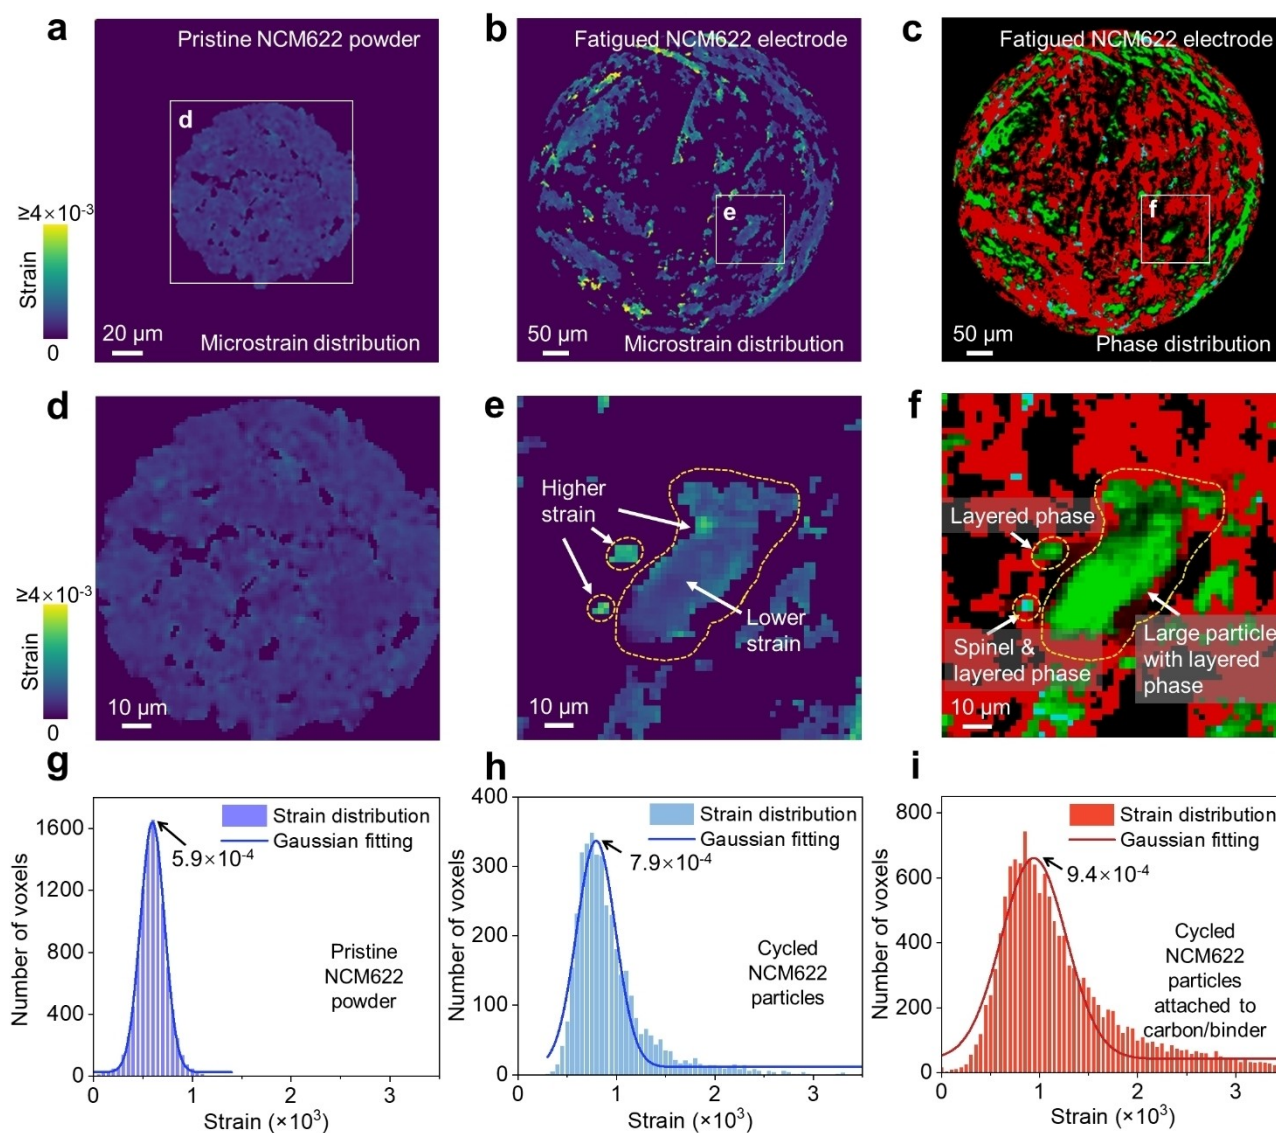 a
Pristine NCM622 powder
d
≥4×10-3
Strain
0
20 µm
Microstrain distribution
b
Fatigued NCM622 electrode
e
50 µm
Microstrain distribution
c
Fatigued NCM622 electrode
f
50 µm
Phase distribution
d
≥4×10-3
Strain
0
10 µm
e
Higher
strain
Lower
strain
10 µm
f
Layered phase
Spinel &
layered phase
Large particle
with layered
phase
10 µm
g
Strain distribution
Gaussian fitting
5.9×10-4
Pristine
NCM622
powder
Number of voxels
1600
1200
800
400
0
0
1
2
3
Strain (×103)
h
Strain distribution
Gaussian fitting
7.9×10-4
Cycled
NCM622
particles
Number of voxels
400
300
200
100
0
0
1
2
3
Strain (×103)
i
Strain distribution
Gaussian fitting
9.4×10-4
Cycled
NCM622
particles
attached to
carbon/binder
Number of voxels
800
600
400
200
0
0
1
2
3
Strain (×103)